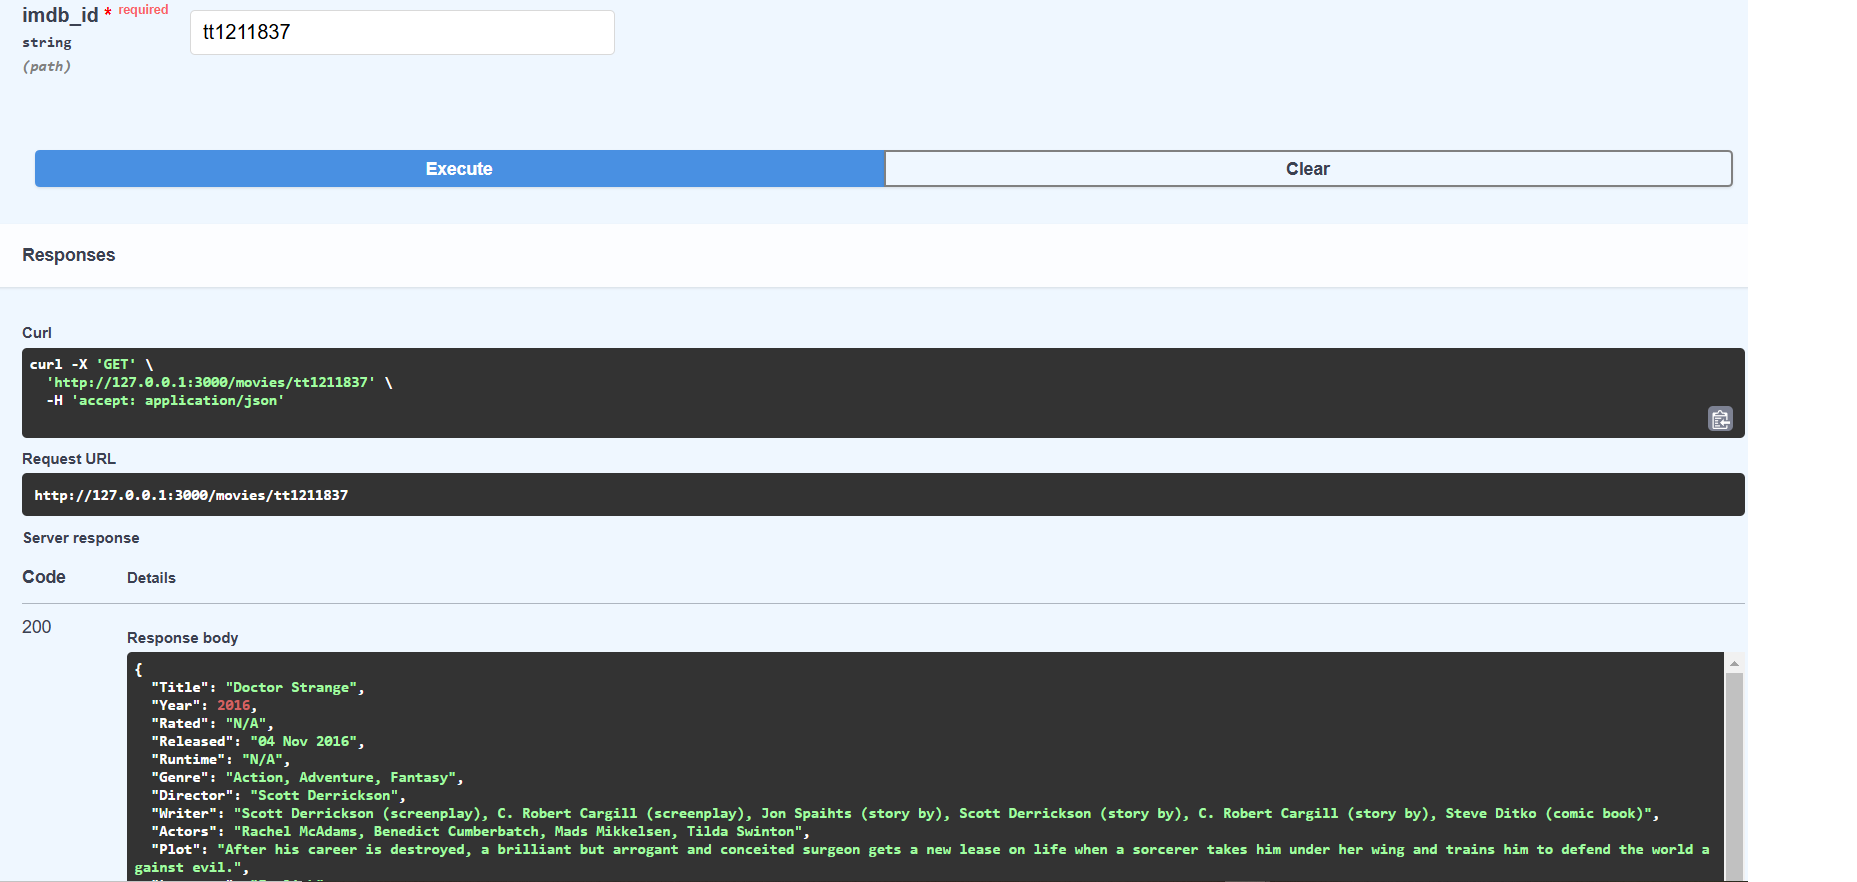 imdb_id * required
tt1211837
string
(path)
Execute
Clear
Responses
Curl
curl -X 'GET' \
  'http://127.0.0.1:3000/movies/tt1211837' \
  -H 'accept: application/json'
Request URL
http://127.0.0.1:3000/movies/tt1211837
Server response
Code
Details
200
Response body
{
  "Title": "Doctor Strange",
  "Year": 2016,
  "Rated": "N/A",
  "Released": "04 Nov 2016",
  "Runtime": "N/A",
  "Genre": "Action, Adventure, Fantasy",
  "Director": "Scott Derrickson",
  "Writer": "Scott Derrickson (screenplay), C. Robert Cargill (screenplay), Jon Spaihts (story by), Scott Derrickson (story by), C. Robert Cargill (story by), Steve Ditko (comic book)",
  "Actors": "Rachel McAdams, Benedict Cumberbatch, Mads Mikkelsen, Tilda Swinton",
  "Plot": "After his career is destroyed, a brilliant but arrogant and conceited surgeon gets a new lease on life when a sorcerer takes him under her wing and trains him to defend the world a
gainst evil.",